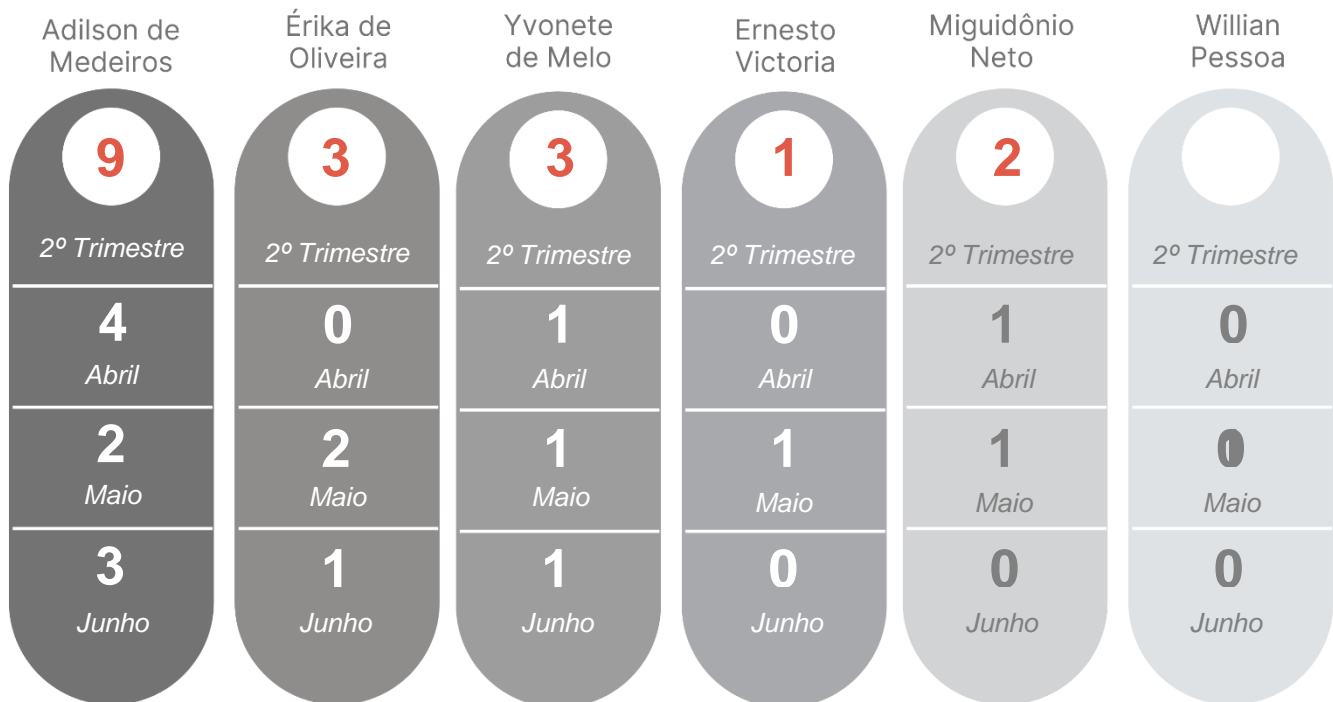 Adilson de
Medeiros
9
2º Trimestre
4
Abril
2
Maio
3
Junho
Érika de
Oliveira
3
2º Trimestre
0
Abril
2
Maio
1
Junho
Yvonete
de Melo
3
2º Trimestre
1
Abril
1
Maio
1
Junho
Ernesto
Victoria
1
2º Trimestre
0
Abril
1
Maio
0
Junho
Miguidônio
Neto
2
2º Trimestre
1
Abril
1
Maio
0
Junho
Willian
Pessoa
2º Trimestre
0
Abril
Maio
0
Junho